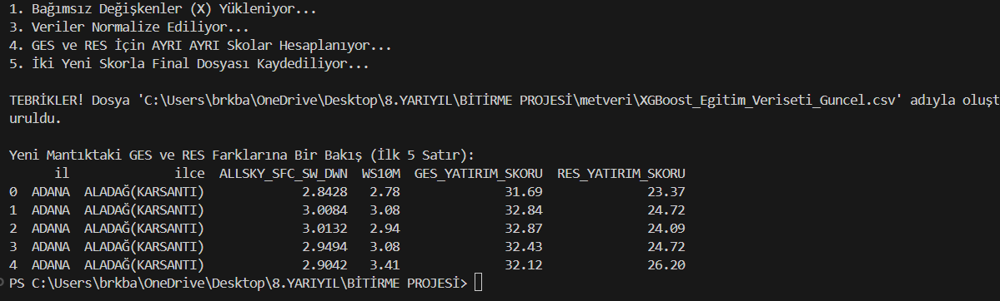 1. Bağımsız Değişkenler (X) Yükleniyor...
3. Veriler Normalize Ediliyor...
4. GES ve RES İçin AYRI AYRI Skolar Hesaplanıyor...
5. İki Yeni Skorla Final Dosyası Kaydediliyor...
TEBRİKLER! Dosya 'C:\Users\brkba\OneDrive\Desktop\8.YARIYIL\BİTİRME PROJESİ\metveri\XGBoost_Egitim_Veriseti_Guncel.csv' adıyla oluşt
uruldu.
Yeni Mantıktaki GES ve RES Farklarına Bir Bakış (İlk 5 Satır):
il ilce ALLSKY_SFC_SW_DWN WS10M GES_YATIRIM_SKORU RES_YATIRIM_SKORU
0 ADANA ALADAĞ(KARSANTI) 2.8428 2.78 31.69 23.37
1 ADANA ALADAĞ(KARSANTI) 3.0084 3.08 32.84 24.72
2 ADANA ALADAĞ(KARSANTI) 3.0132 2.94 32.87 24.09
3 ADANA ALADAĞ(KARSANTI) 2.9494 3.08 32.43 24.72
4 ADANA ALADAĞ(KARSANTI) 2.9042 3.41 32.12 26.20
PS C:\Users\brkba\OneDrive\Desktop\8.YARIYIL\BİTİRME PROJESİ>